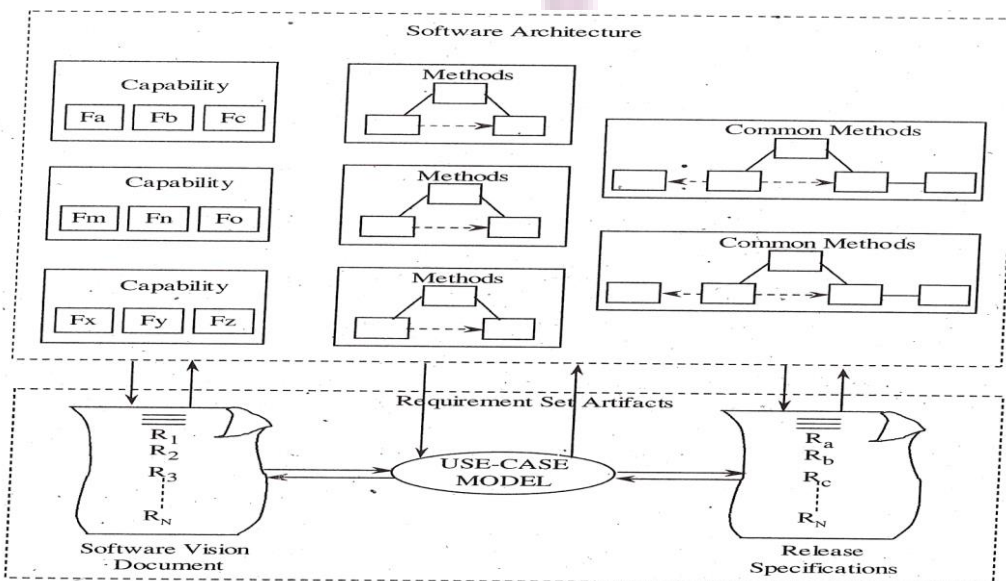 Software Architecture
Capability
Fa Fb Fc
Methods
Common Methods
Capability
Fm Fn Fo
Methods
Common Methods
Capability
Fx Fy Fz
Methods
Requirement Set Artifacts
R1
R2
R3
RN
Software Vision
Document
USE-CASE
MODEL
Ra
Rb
Rc
RN
Release
Specifications